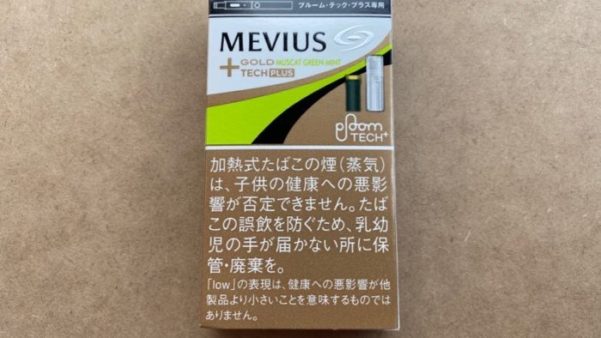 プルーム・テック・プラス専用
MEVIUS
GOLD MUSCAT GREEN MINT
+TECH PLUS
ploom
TECH+
加熱式たばこの煙（蒸気）
は、子供の健康への悪影
響が否定できません。たば
この誤飲を防ぐため、乳幼
児の手が届かない所に保
管・廃棄を。
「low」の表現は、健康への悪影響が他
製品より小さいことを意味するものでは
ありません。